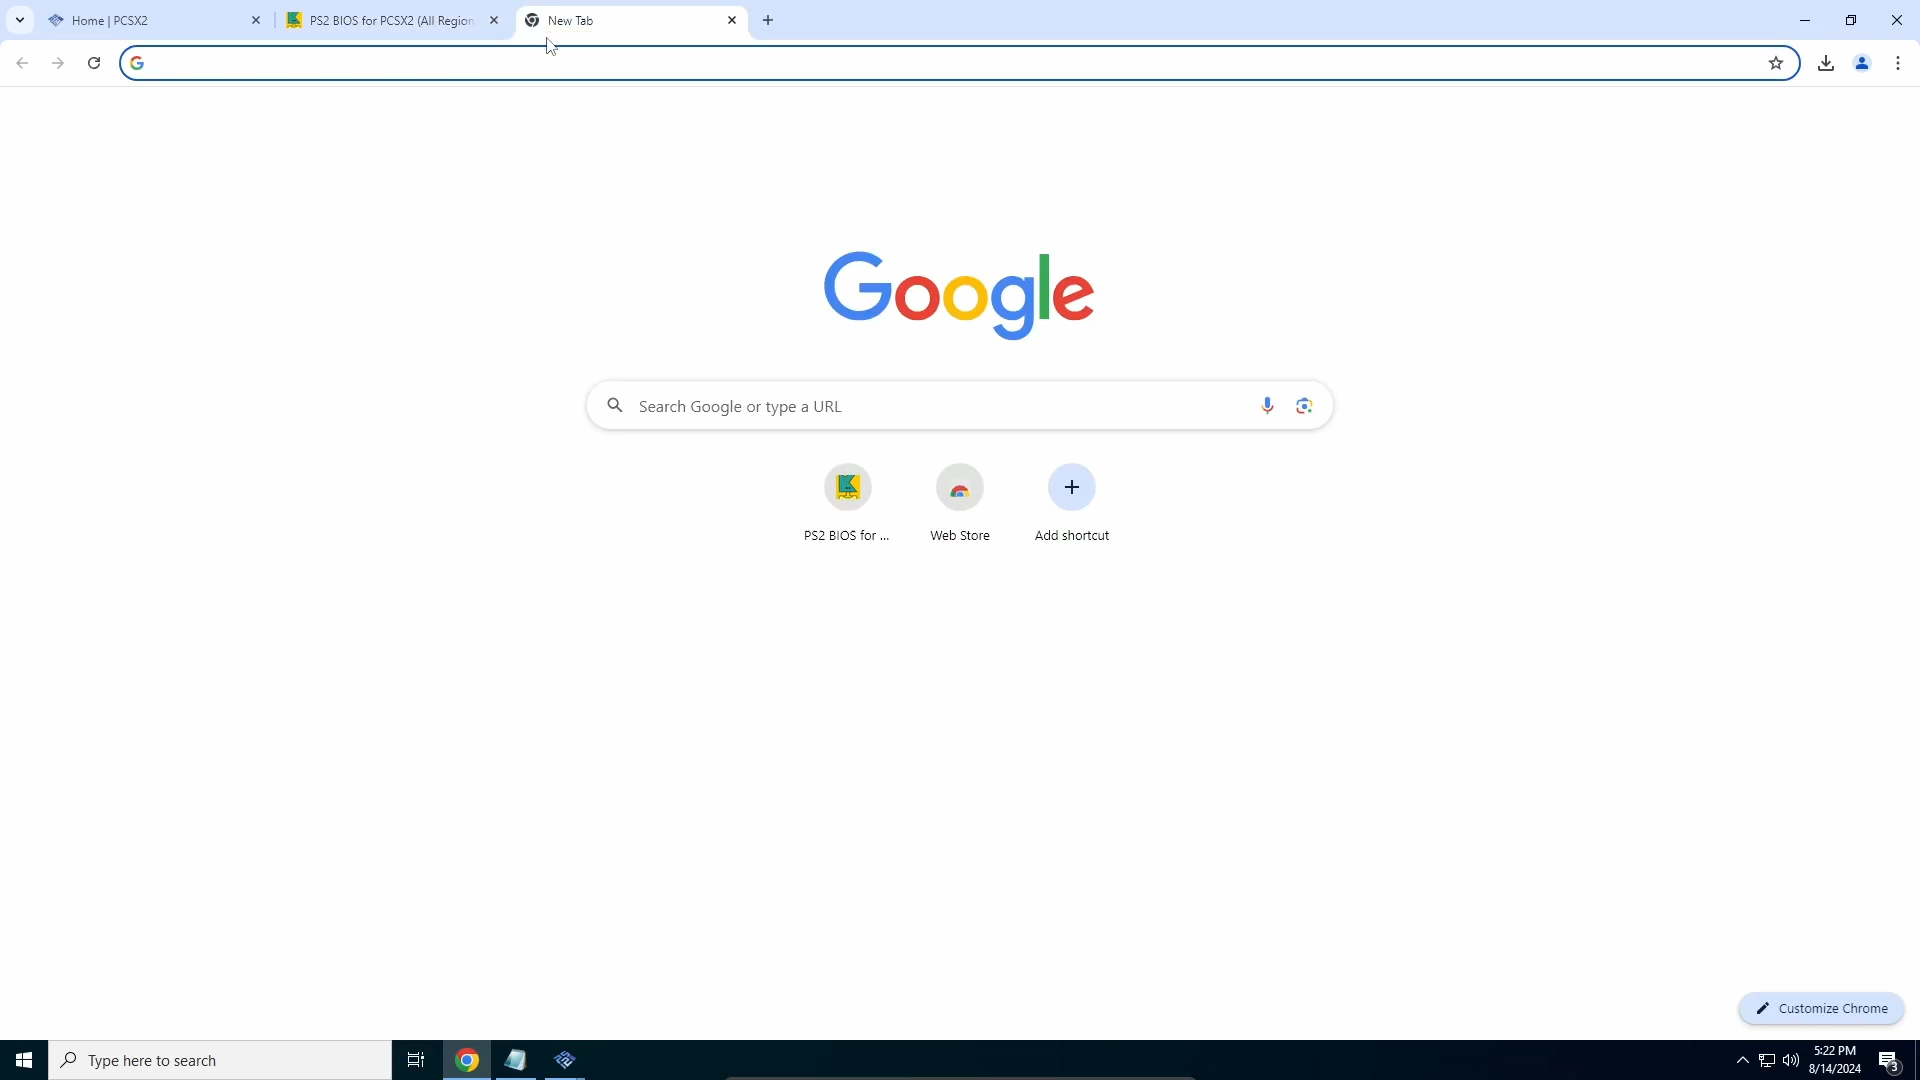 Home | PCSX2
PS2 BIOS for PCSX2 (All Region
New Tab
Google
Search Google or type a URL
PS2 BIOS for ...
Web Store
Add shortcut
Customize Chrome
Type here to search
5:22 PM
8/14/2024
3